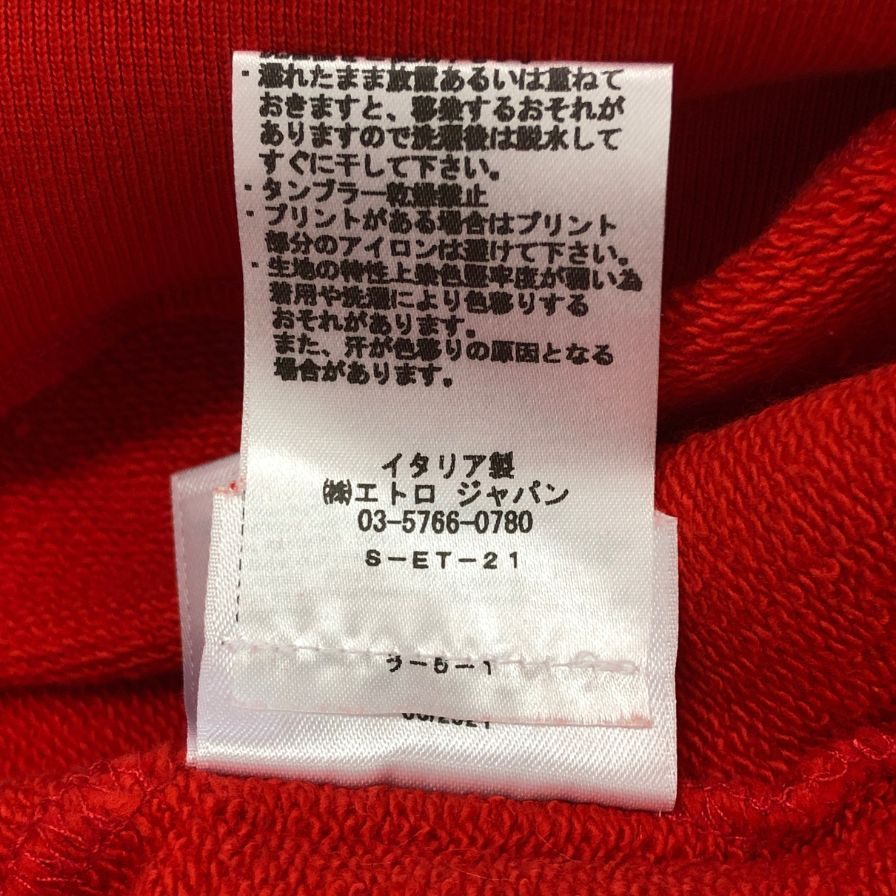 ・濡れたまま放置あるいは重ねて
おきますと、移染するおそれが
ありますので洗濯後は脱水して
すぐに干して下さい。
・タンブラー乾燥禁止
・プリントがある場合はプリント
部分のアイロンは避けて下さい。
・生地の特性上染色堅牢度が弱い為
着用や洗濯により色移りする
おそれがあります。
また、汗が色移りの原因となる
場合があります。
イタリア製
㈱エトロ ジャパン
03-5766-0780
S-ET-21
/2021